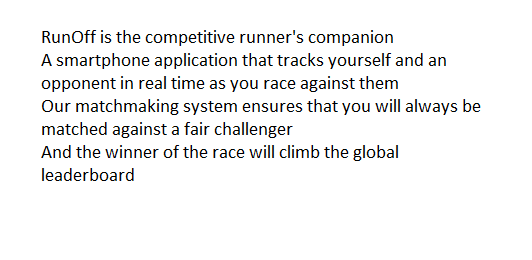 RunOff is the competitive runner's companion
A smartphone application that tracks yourself and an
opponent in real time as you race against them
Our matchmaking system ensures that you will always be
matched against a fair challenger
And the winner of the race will climb the global
leaderboard